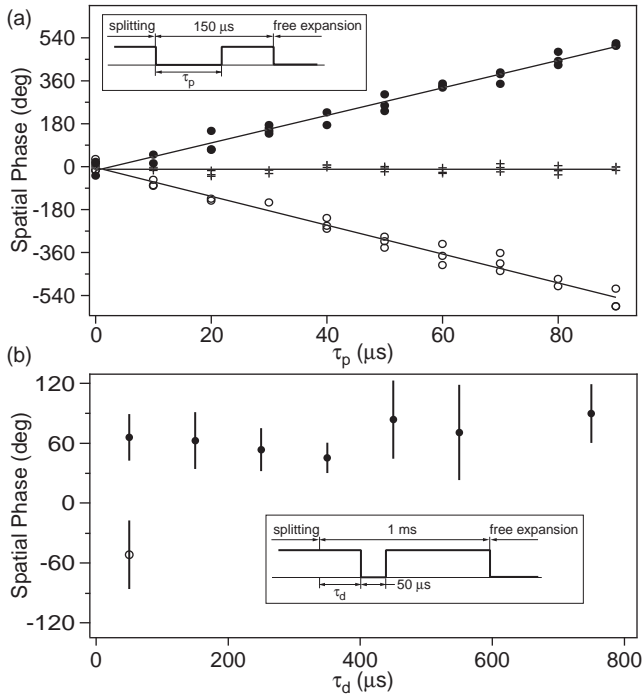 (a)
splitting 150 μs free expansion
τp
Spatial Phase (deg)
540
360
180
0
-180
-360
-540
0 20 40 60 80
τp (μs)
(b)
Spatial Phase (deg)
120
60
0
-60
-120
splitting 1 ms free expansion
τd 50 μs
0 200 400 600 800
τd (μs)